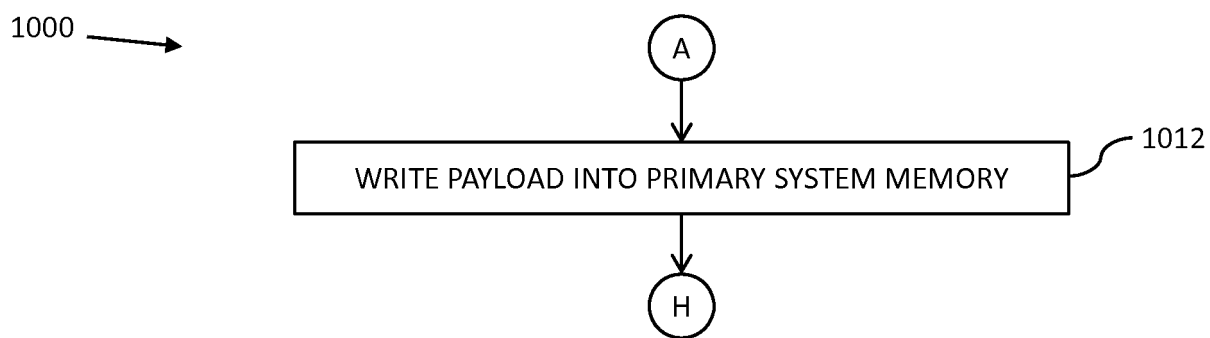 1000
A
WRITE PAYLOAD INTO PRIMARY SYSTEM MEMORY
1012
H